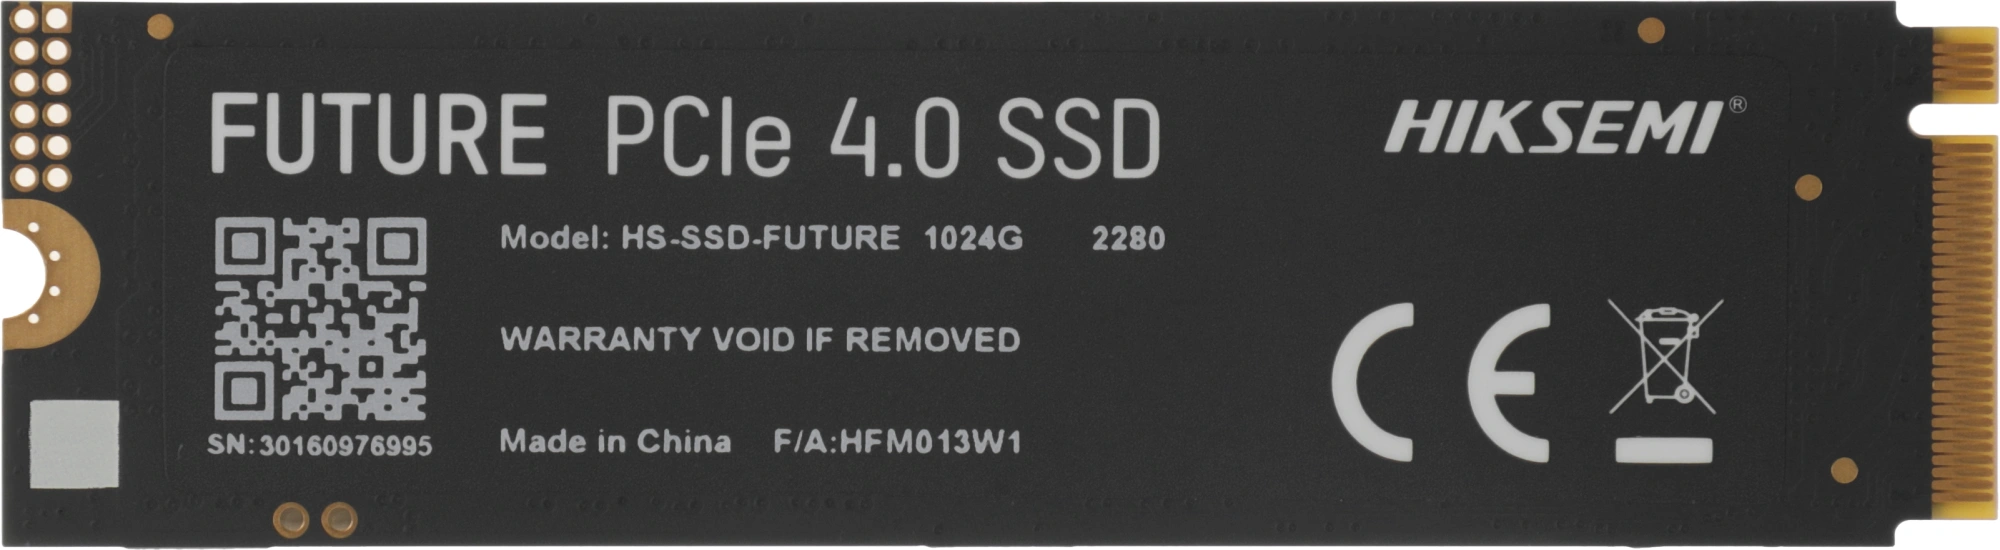 FUTURE PCIe 4.0 SSD
HIKSEMI®
Model: HS-SSD-FUTURE 1024G 2280
WARRANTY VOID IF REMOVED
CE
SN:30160976995
Made in China F/A:HFM013W1